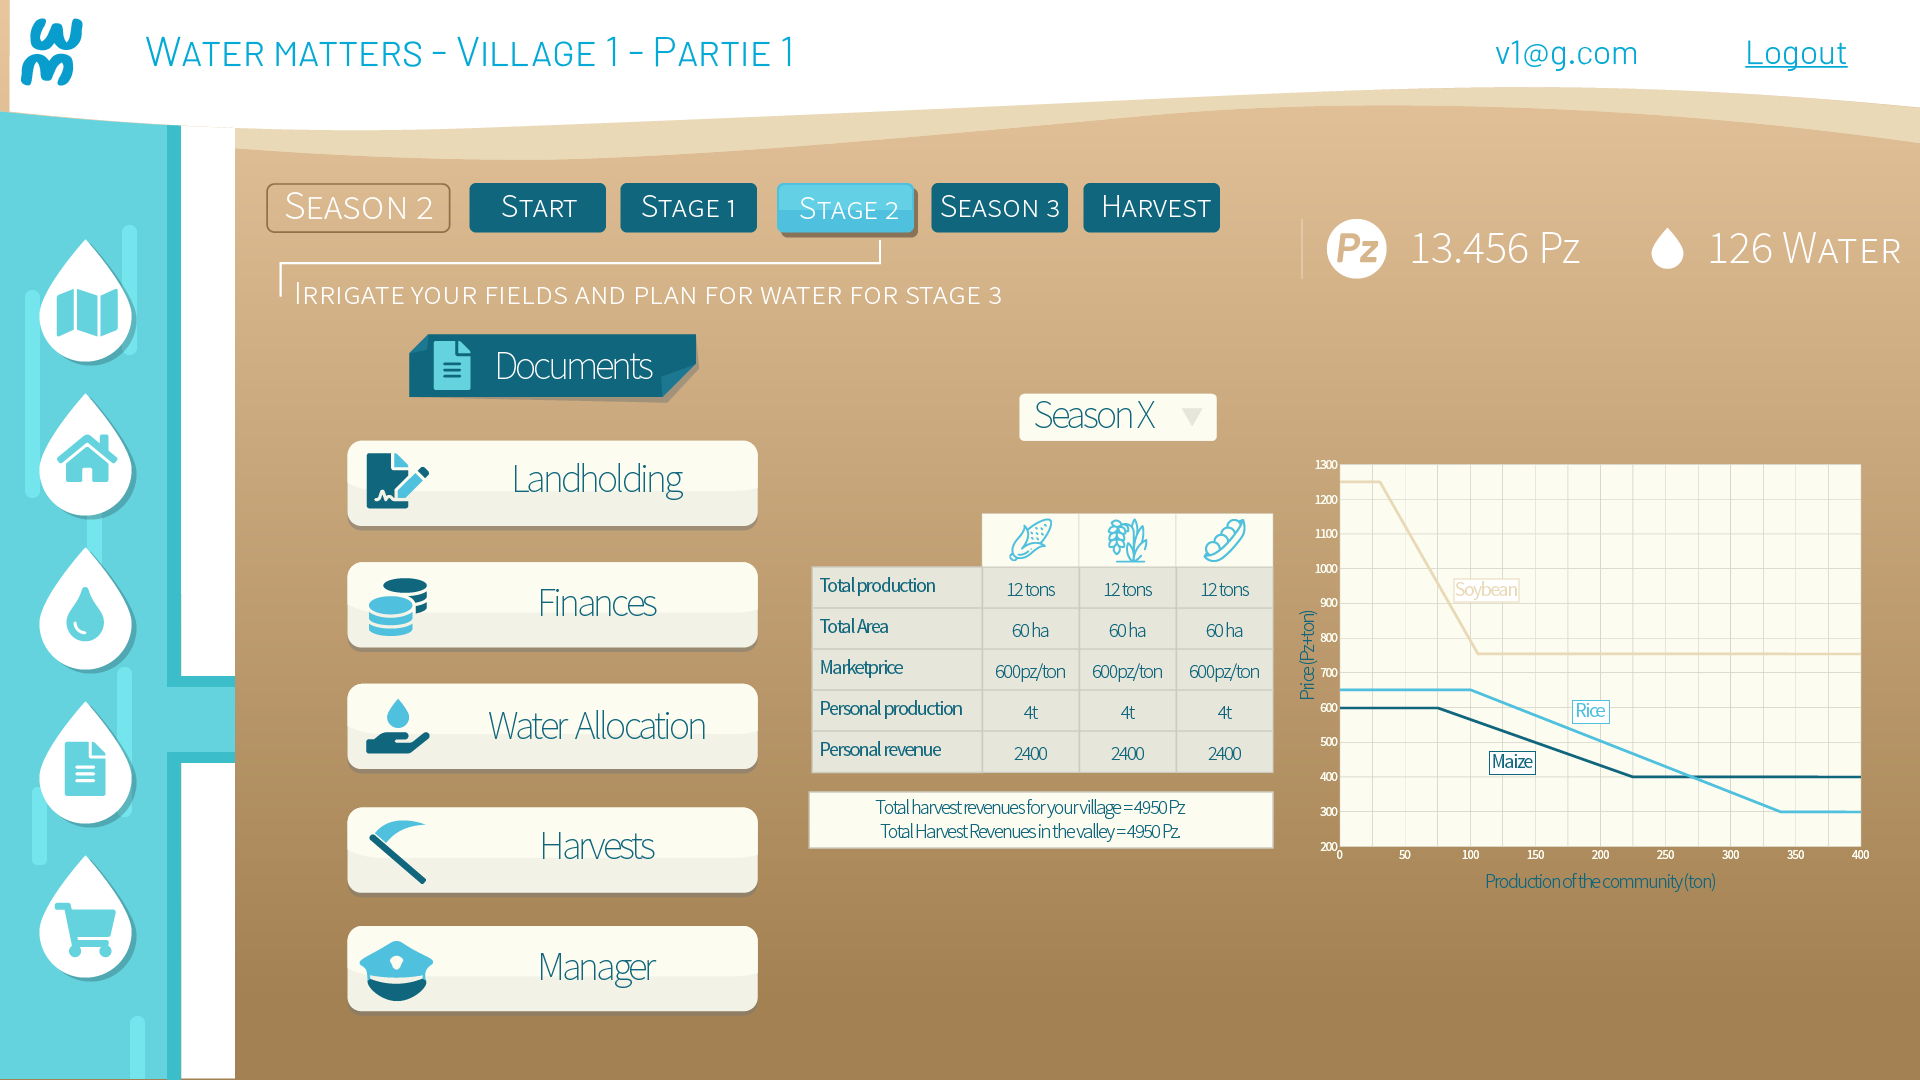 WM
WATER MATTERS - VILLAGE 1 - PARTIE 1
v1@g.com
Logout
SEASON 2
START
STAGE 1
STAGE 2
SEASON 3
HARVEST
Pz
13.456 Pz
126 WATER
IRRIGATE YOUR FIELDS AND PLAN FOR WATER FOR STAGE 3
Documents
Landholding
Finances
Water Allocation
Harvests
Manager
Season X
Total production 12 tons 12 tons 12 tons
Total Area 60 ha 60 ha 60 ha
Marketprice 600pz/ton 600pz/ton 600pz/ton
Personal production 4t 4t 4t
Personal revenue 2400 2400 2400
Total harvest revenues for your village = 4950 Pz
Total Harvest Revenues in the valley = 4950 Pz.
Price (Pz+ton)
1300
1200
1100
1000
900
800
700
600
500
400
300
200
Soybean
Rice
Maize
0 50 100 150 200 250 300 350 400
Production of the community (ton)